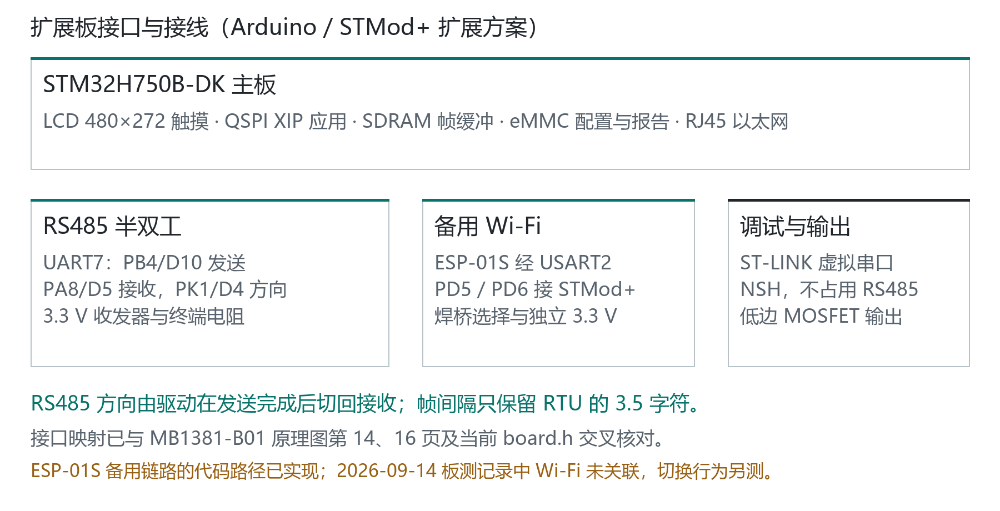 扩展板接口与接线（Arduino / STMod+ 扩展方案）
STM32H750B-DK 主板
LCD 480×272 触摸 · QSPI XIP 应用 · SDRAM 帧缓冲 · eMMC 配置与报告 · RJ45 以太网
RS485 半双工
UART7：PB4/D10 发送
PA8/D5 接收，PK1/D4 方向
3.3 V 收发器与终端电阻
备用 Wi-Fi
ESP-01S 经 USART2
PD5 / PD6 接 STMod+
焊桥选择与独立 3.3 V
调试与输出
ST-LINK 虚拟串口
NSH，不占用 RS485
低边 MOSFET 输出
RS485 方向由驱动在发送完成后切回接收；帧间隔只保留 RTU 的 3.5 字符。
接口映射已与 MB1381-B01 原理图第 14、16 页及当前 board.h 交叉核对。
ESP-01S 备用链路的代码路径已实现；2026-09-14 板测记录中 Wi-Fi 未关联，切换行为另测。